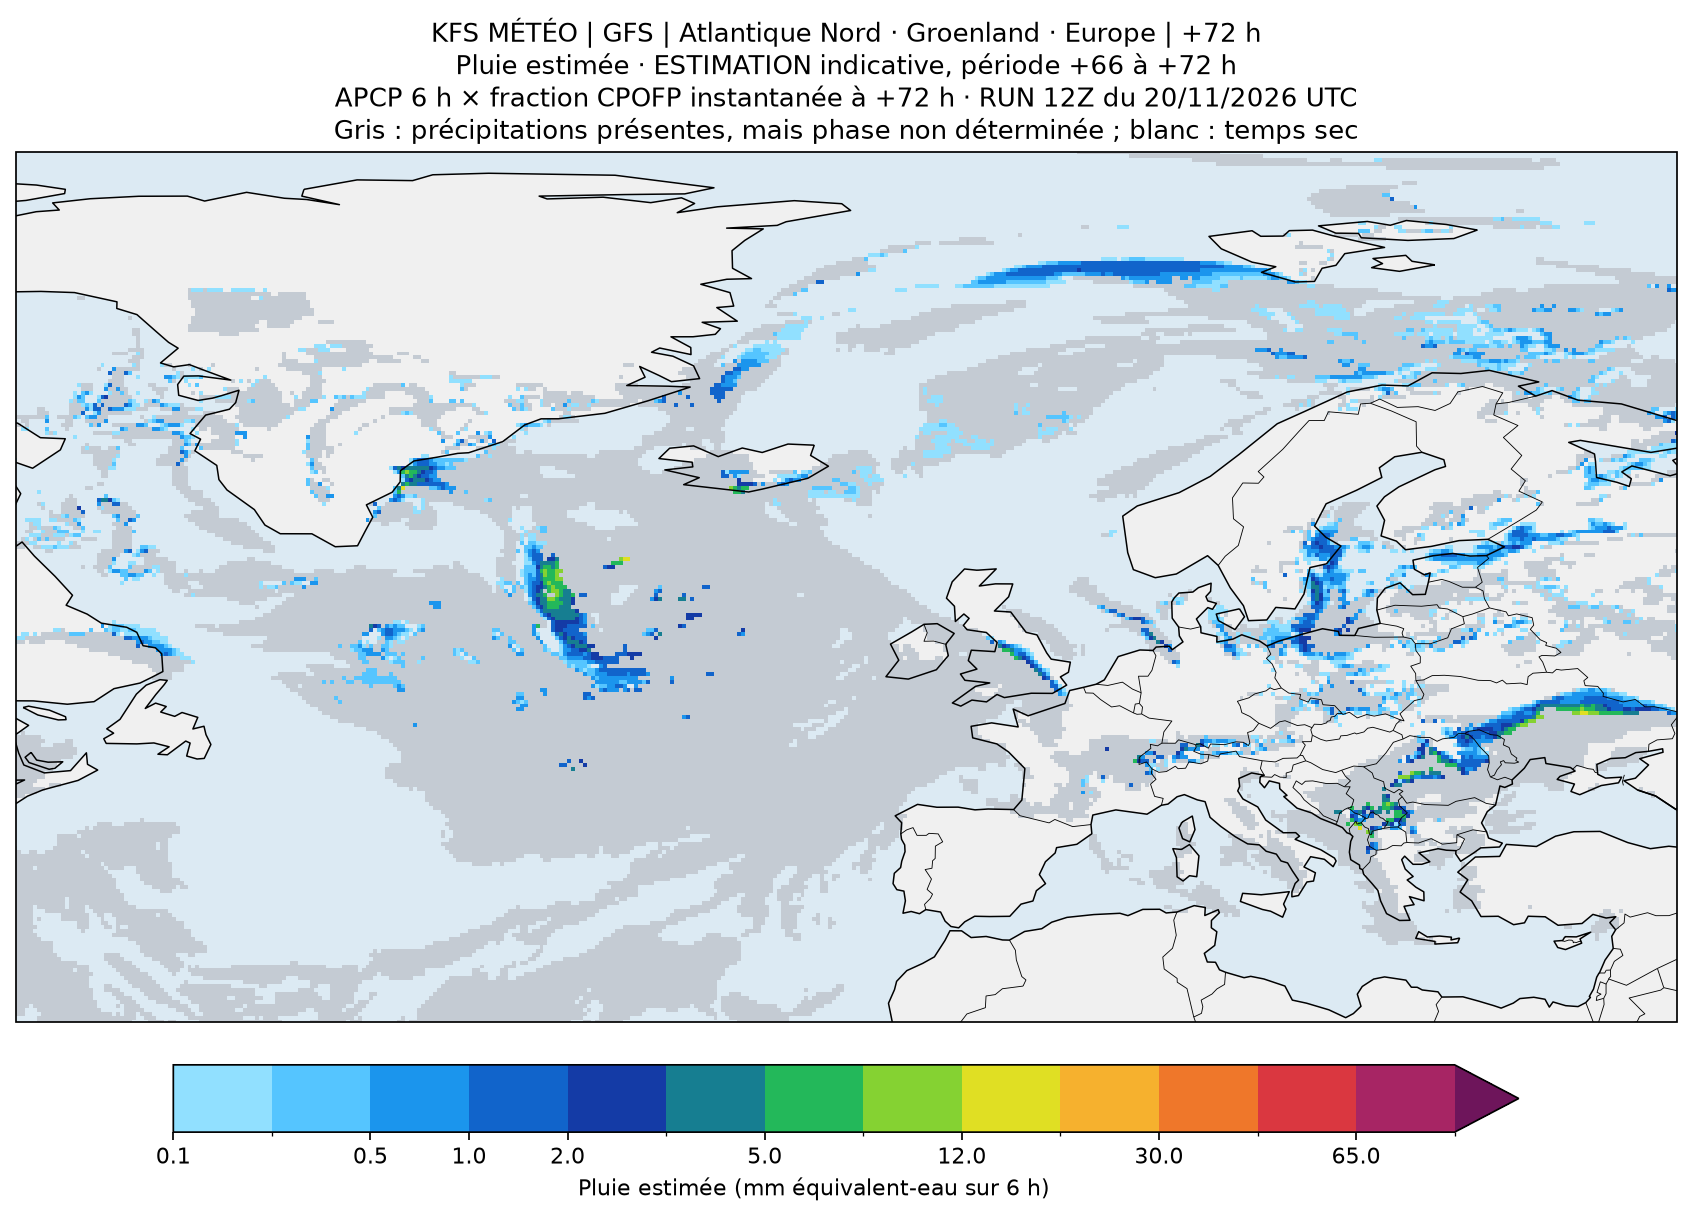 KFS MÉTÉO | GFS | Atlantique Nord · Groenland · Europe | +72 h
Pluie estimée · ESTIMATION indicative, période +66 à +72 h
APCP 6 h × fraction CPOFP instantanée à +72 h · RUN 12Z du 20/11/2026 UTC
Gris : précipitations présentes, mais phase non déterminée ; blanc : temps sec
0.1 0.5 1.0 2.0 5.0 12.0 30.0 65.0
Pluie estimée (mm équivalent-eau sur 6 h)